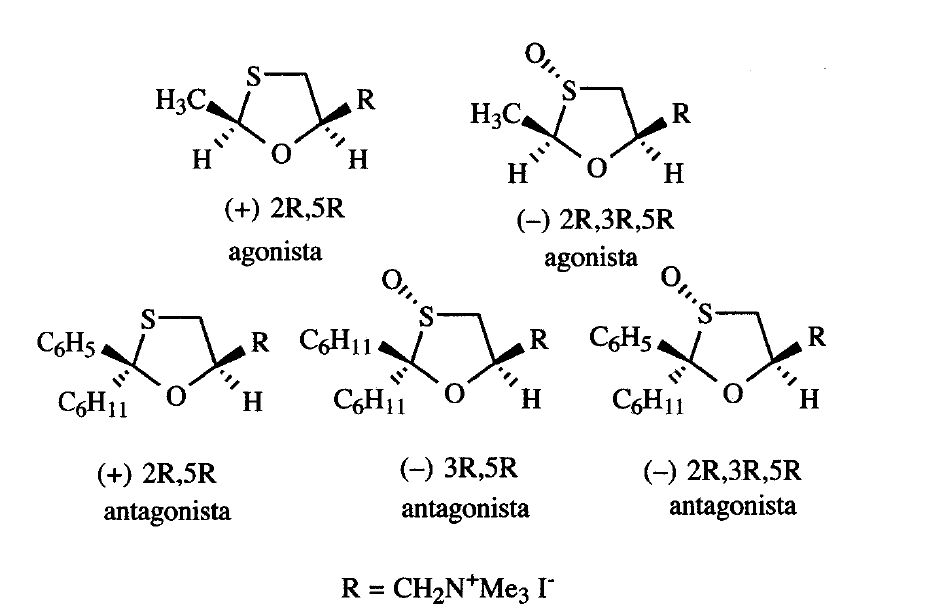 S
H₃C
R
H
O
H
(+) 2R,5R
agonista
O
S
H₃C
R
H
O
H
(−) 2R,3R,5R
agonista
S
C₆H₅
R
C₆H₁₁
O
H
(+) 2R,5R
antagonista
O
S
C₆H₁₁
R
C₆H₁₁
O
H
(−) 3R,5R
antagonista
O
S
C₆H₅
R
C₆H₁₁
O
H
(−) 2R,3R,5R
antagonista
R = CH₂N⁺Me₃ I⁻